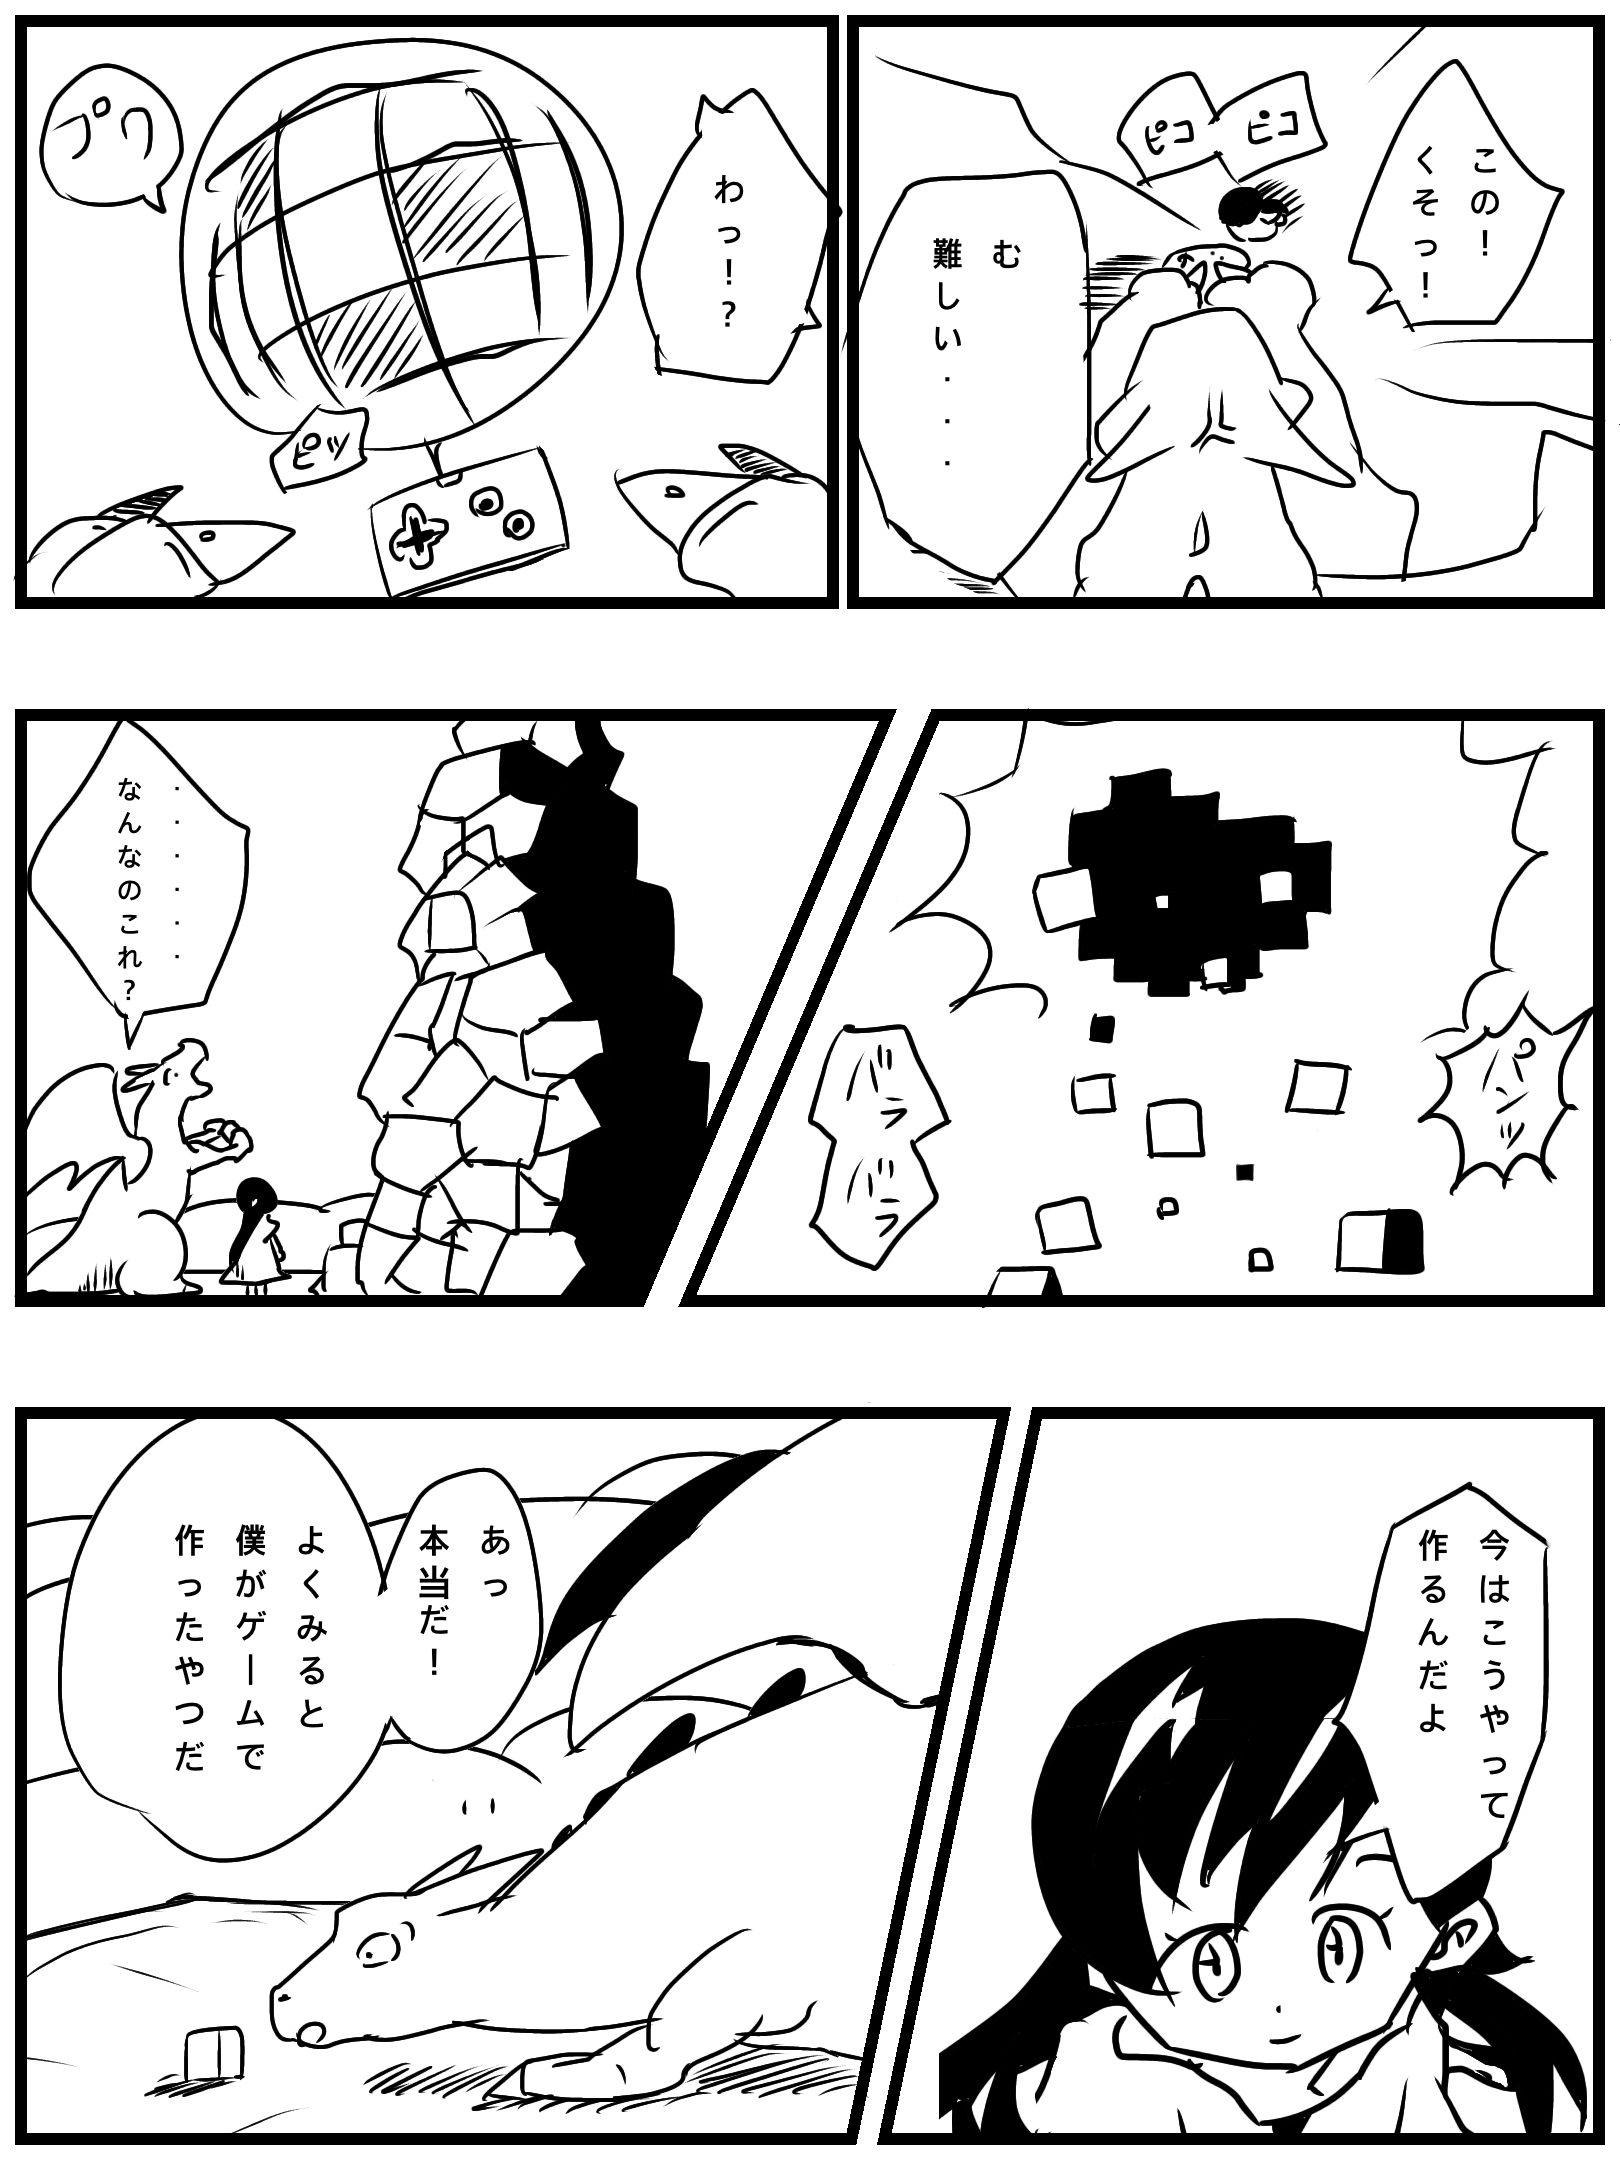 この！
くそっ！
ピコ
ピコ
む
難しい・・・
わっ！？
ピッ
プク
パンッ
バラ
バラ
・・・・・・
なんなのこれ？
今はこうやって
作るんだよ
あっ
本当だ！
よくみると
僕がゲームで
作ったやつだ